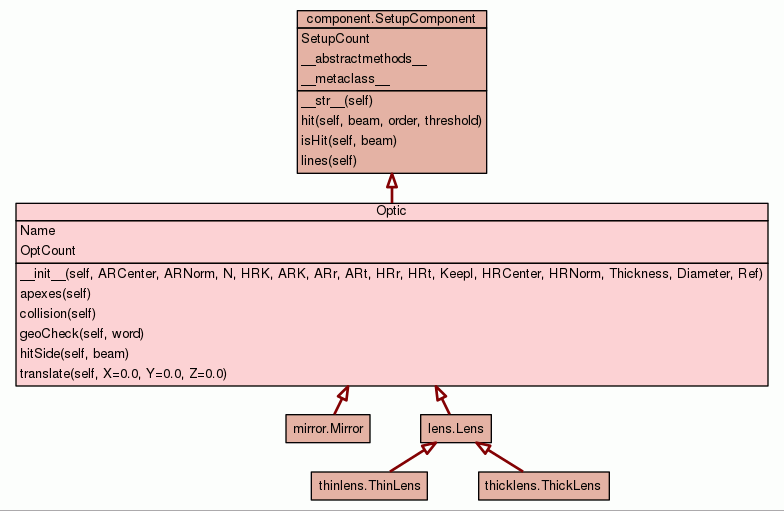 component.SetupComponent
SetupCount
__abstractmethods__
__metaclass__
__str__(self)
hit(self, beam, order, threshold)
isHit(self, beam)
lines(self)
Optic
Name
OptCount
__init__(self, ARCenter, ARNorm, N, HRK, ARK, ARr, ARt, HRr, HRt, KeepI, HRCenter, HRNorm, Thickness, Diameter, Ref)
apexes(self)
collision(self)
geoCheck(self, word)
hitSide(self, beam)
translate(self, X=0.0, Y=0.0, Z=0.0)
mirror.Mirror
lens.Lens
thinlens.ThinLens
thicklens.ThickLens